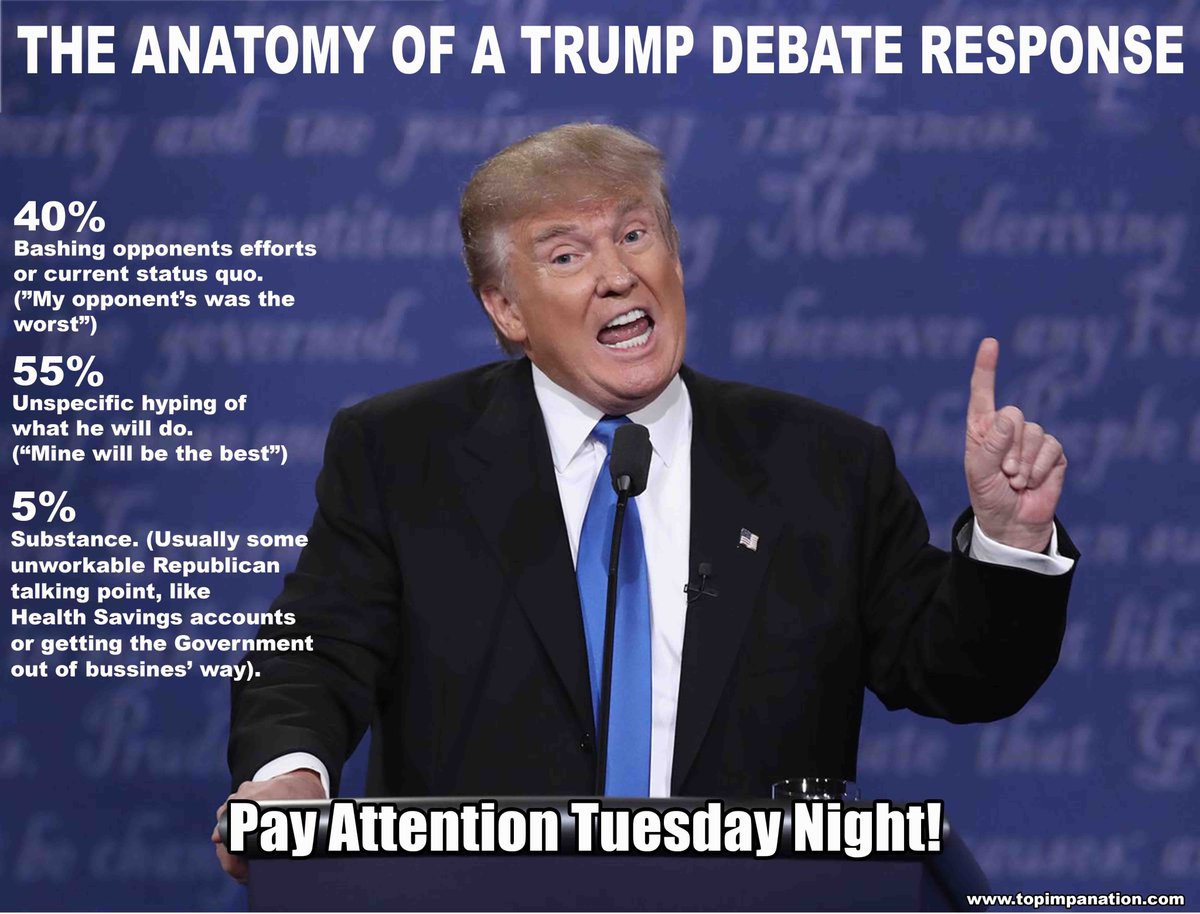 THE ANATOMY OF A TRUMP DEBATE RESPONSE
40%
Bashing opponents efforts
or current status quo.
(”My opponent’s was the
worst”)
55%
Unspecific hyping of
what he will do.
(“Mine will be the best”)
5%
Substance. (Usually some
unworkable Republican
talking point, like
Health Savings accounts
or getting the Government
out of bussines’ way).
Pay Attention Tuesday Night!
www.topimpanation.com